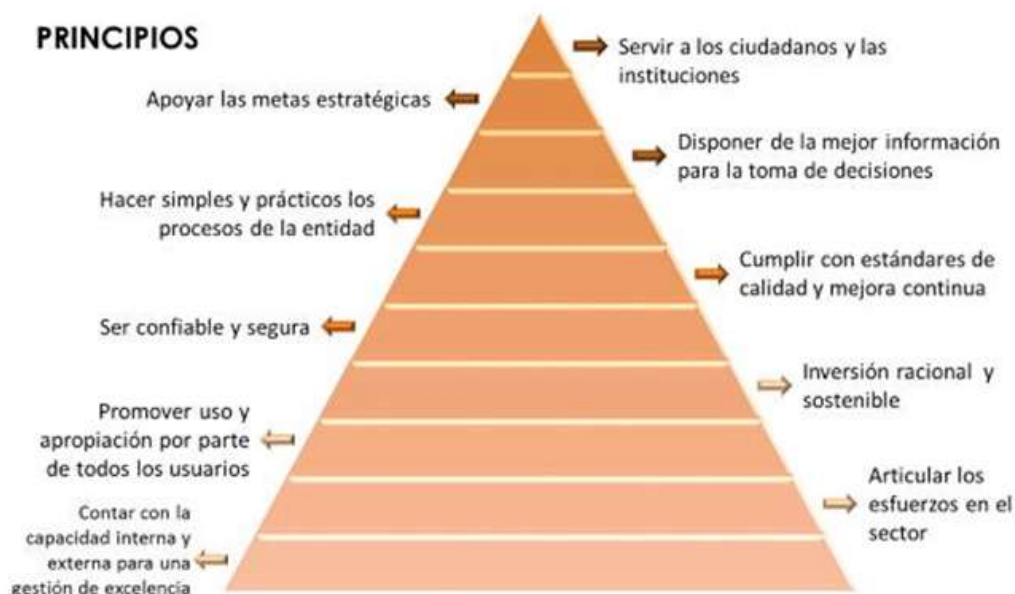 PRINCIPIOS
Servir a los ciudadanos y las
instituciones
Apoyar las metas estratégicas
Disponer de la mejor información
para la toma de decisiones
Hacer simples y prácticos los
procesos de la entidad
Cumplir con estándares de
calidad y mejora continua
Ser confiable y segura
Inversión racional y
sostenible
Promover uso y
apropiación por parte
de todos los usuarios
Articular los
esfuerzos en el
sector
Contar con la
capacidad interna y
externa para una
gestión de excelencia